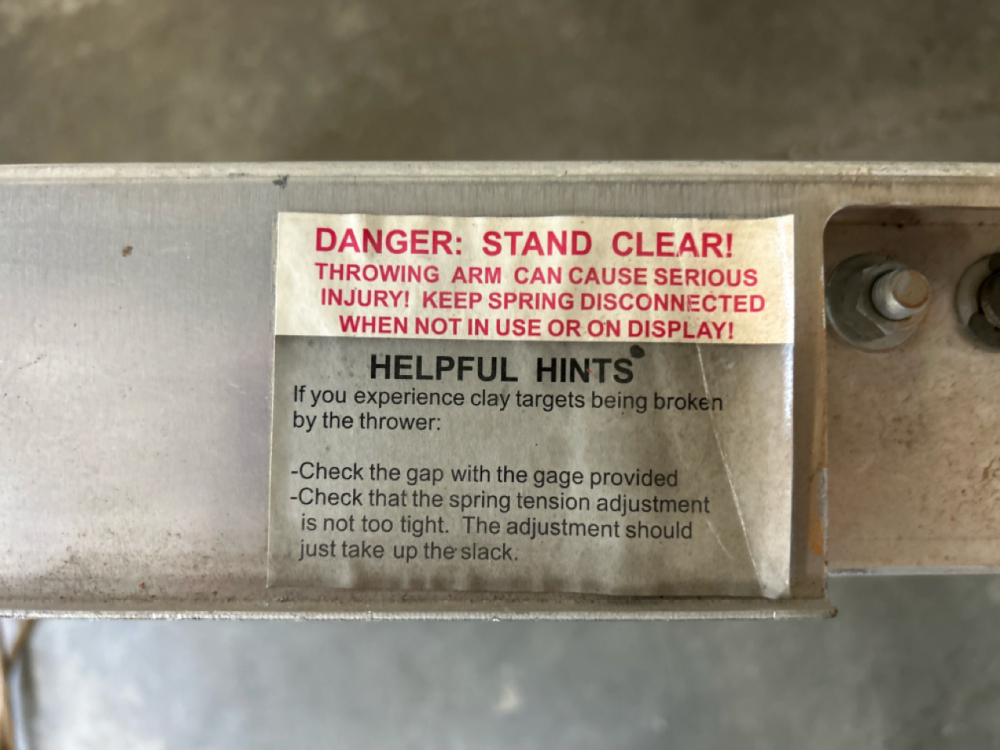 DANGER: STAND CLEAR!
THROWING ARM CAN CAUSE SERIOUS
INJURY! KEEP SPRING DISCONNECTED
WHEN NOT IN USE OR ON DISPLAY!
HELPFUL HINTS
If you experience clay targets being broken
by the thrower:
-Check the gap with the gage provided
-Check that the spring tension adjustment
is not too tight. The adjustment should
just take up the slack.